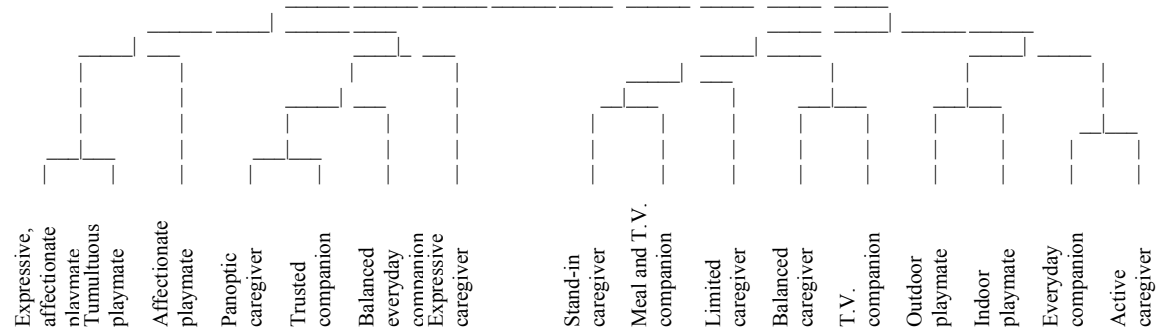 Expressive,
affectionate
playmate
Tumultuous
playmate
Affectionate
playmate
Panoptic
caregiver
Trusted
companion
Balanced
everyday
companion
Expressive
caregiver
Stand-in
caregiver
Meal and T.V.
companion
Limited
caregiver
Balanced
caregiver
T.V.
companion
Outdoor
playmate
Indoor
playmate
Everyday
companion
Active
caregiver